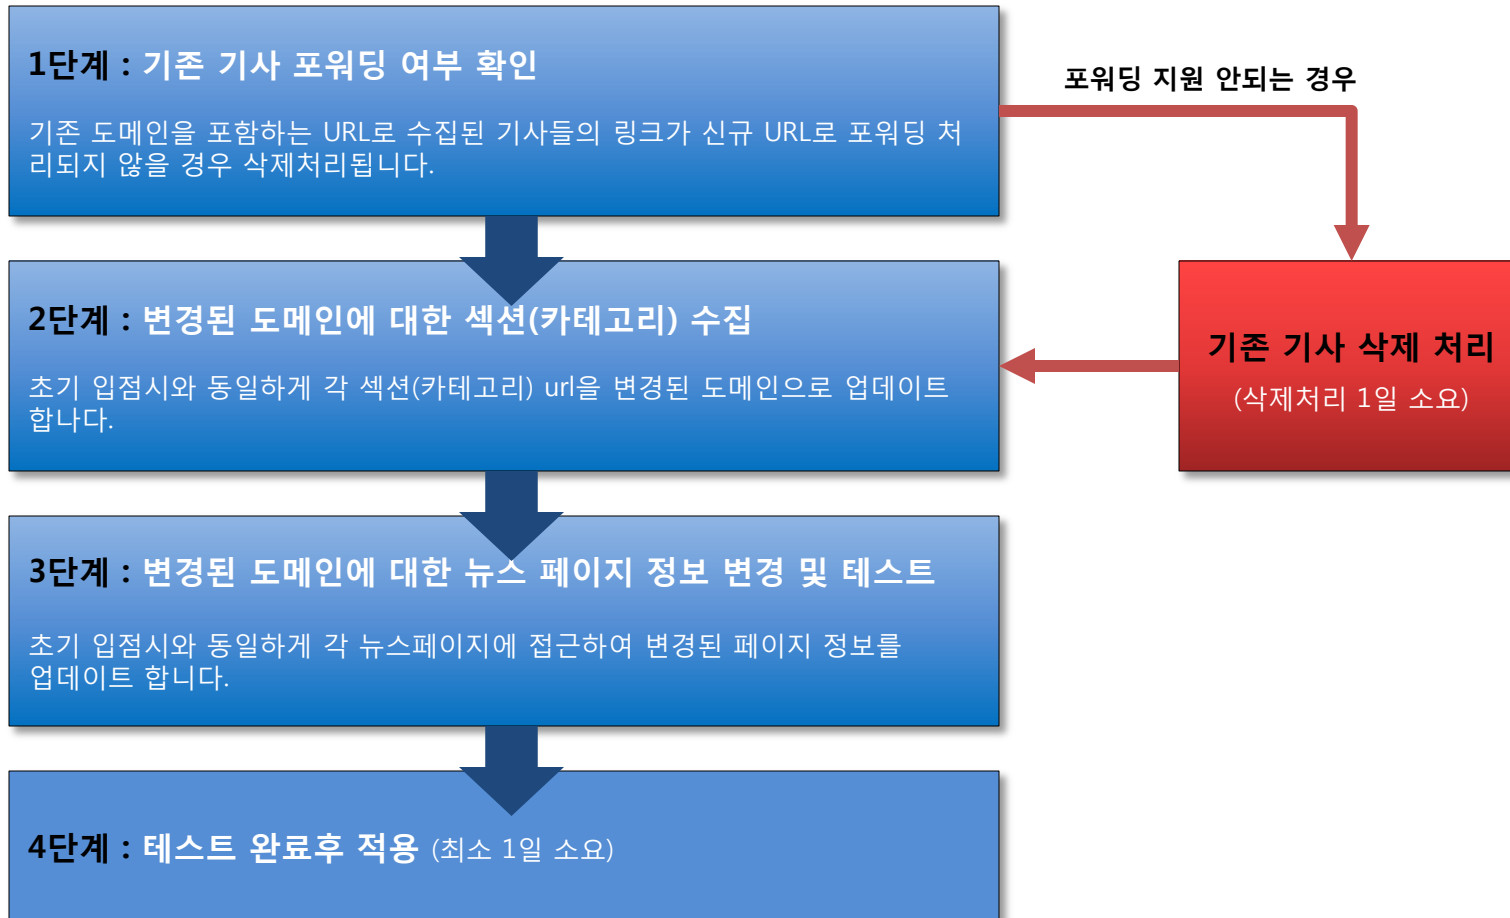 1단계 : 기존 기사 포워딩 여부 확인
기존 도메인을 포함하는 URL로 수집된 기사들의 링크가 신규 URL로 포워딩 처
리되지 않을 경우 삭제처리됩니다.
포워딩 지원 안되는 경우
2단계 : 변경된 도메인에 대한 섹션(카테고리) 수집
초기 입점시와 동일하게 각 섹션(카테고리) url을 변경된 도메인으로 업데이트
합나다.
기존 기사 삭제 처리
(삭제처리 1일 소요)
3단계 : 변경된 도메인에 대한 뉴스 페이지 정보 변경 및 테스트
초기 입점시와 동일하게 각 뉴스페이지에 접근하여 변경된 페이지 정보를
업데이트 합니다.
4단계 : 테스트 완료후 적용 (최소 1일 소요)